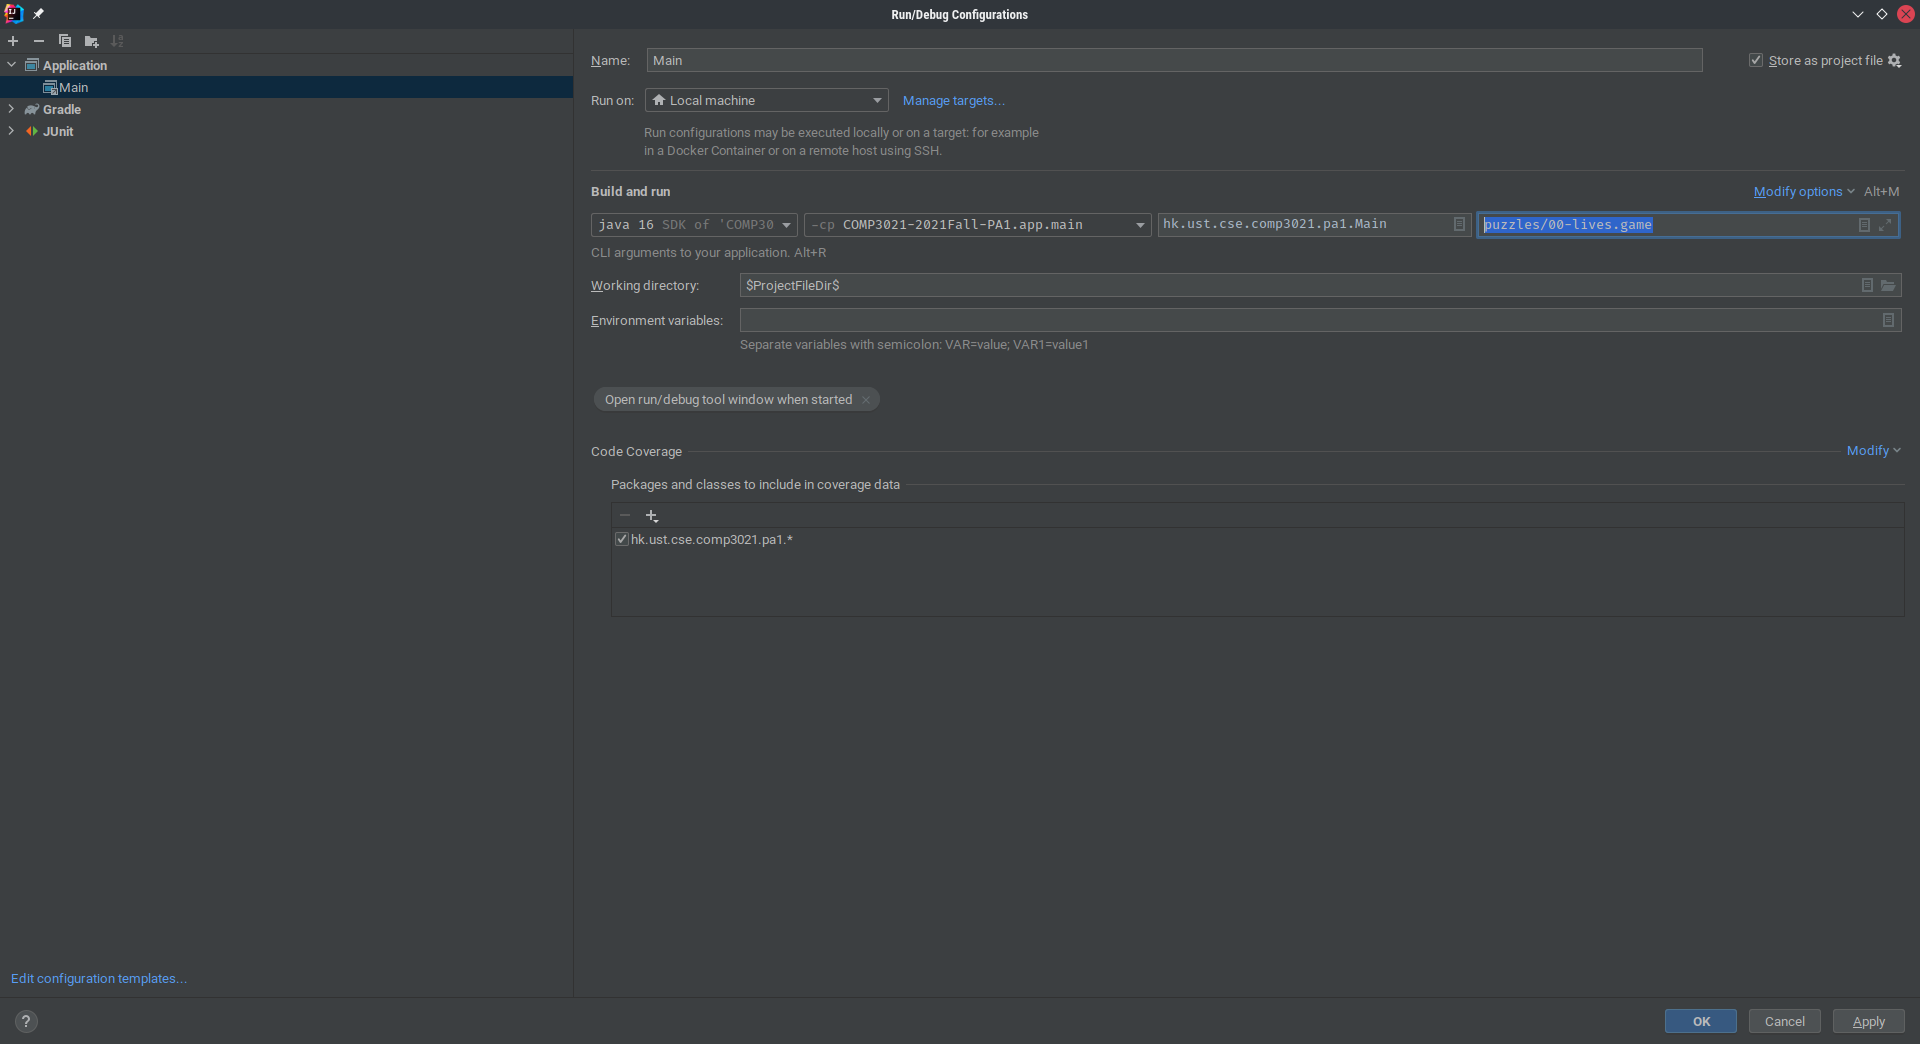 Run/Debug Configurations
Application
Main
Gradle
JUnit
Name: Main
Store as project file
Run on: Local machine Manage targets...
Run configurations may be executed locally or on a target: for example
in a Docker Container or on a remote host using SSH.
Build and run
Modify options Alt+M
java 16 SDK of 'COMP30 -cp COMP3021-2021Fall-PA1.app.main hk.ust.cse.comp3021.pa1.Main puzzles/00-lives.game
CLI arguments to your application. Alt+R
Working directory: $ProjectFileDir$
Environment variables:
Separate variables with semicolon: VAR=value; VAR1=value1
Open run/debug tool window when started
Code Coverage
Modify
Packages and classes to include in coverage data
hk.ust.cse.comp3021.pa1.*
Edit configuration templates...
?
OK Cancel Apply